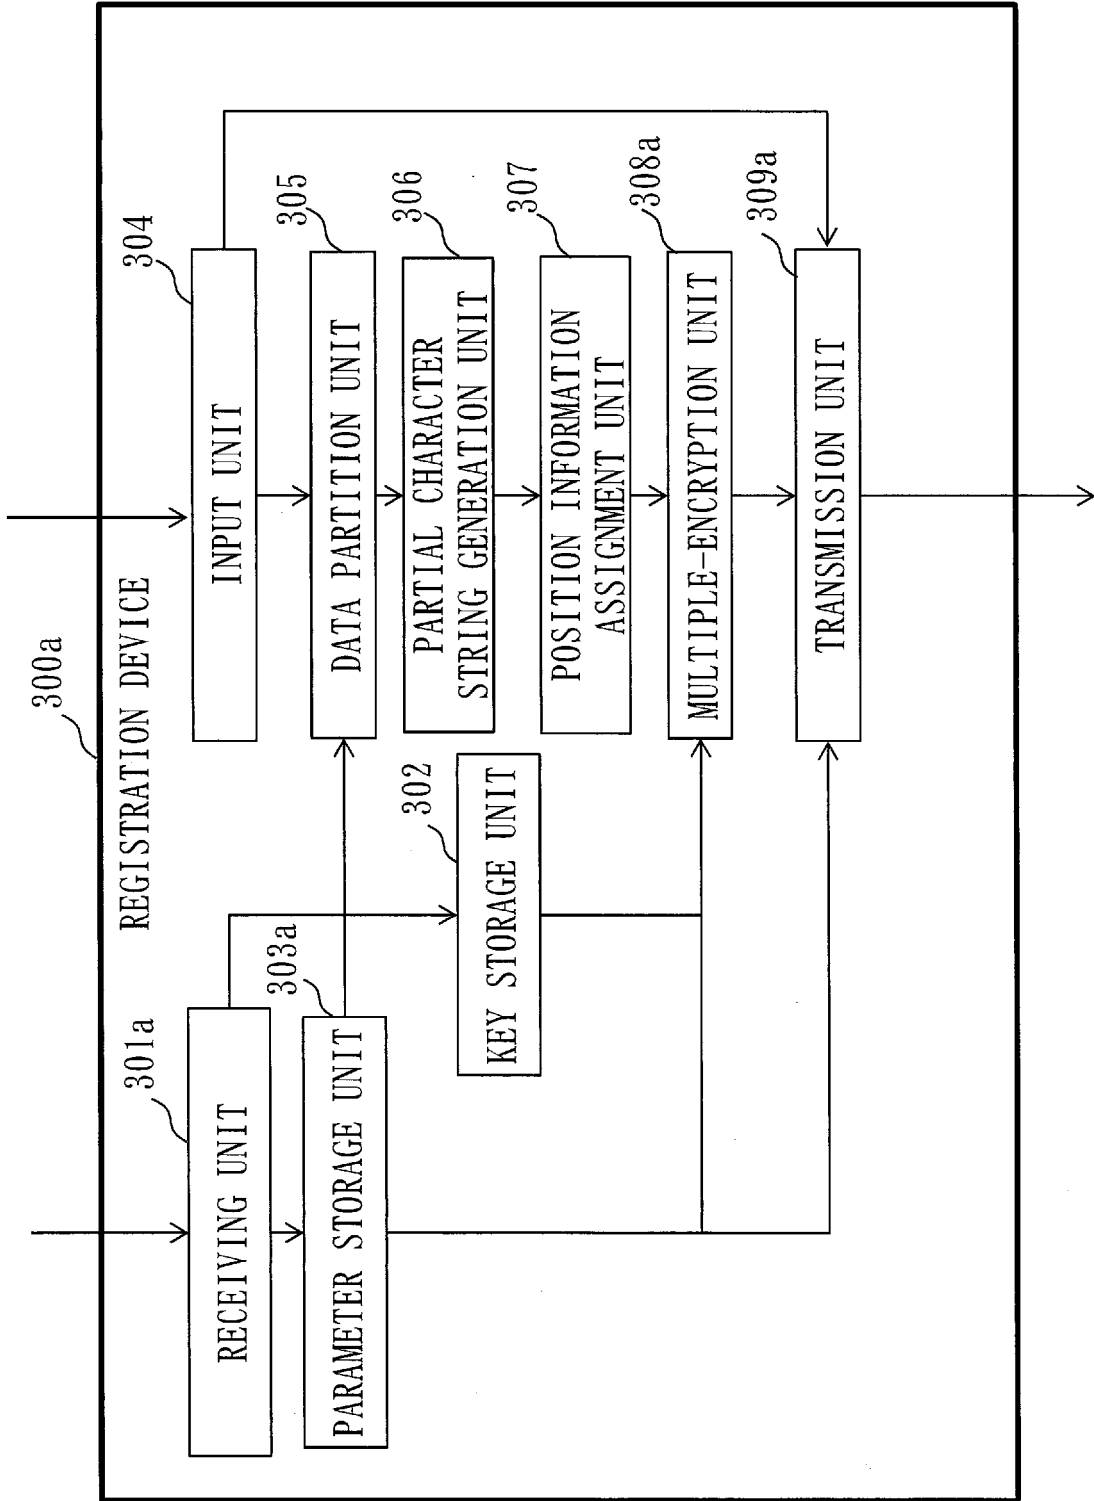 300a
REGISTRATION DEVICE
301a
RECEIVING UNIT
303a
PARAMETER STORAGE UNIT
302
KEY STORAGE UNIT
304
INPUT UNIT
305
DATA PARTITION UNIT
306
PARTIAL CHARACTER
STRING GENERATION UNIT
307
POSITION INFORMATION
ASSIGNMENT UNIT
308a
MULTIPLE-ENCRYPTION UNIT
309a
TRANSMISSION UNIT